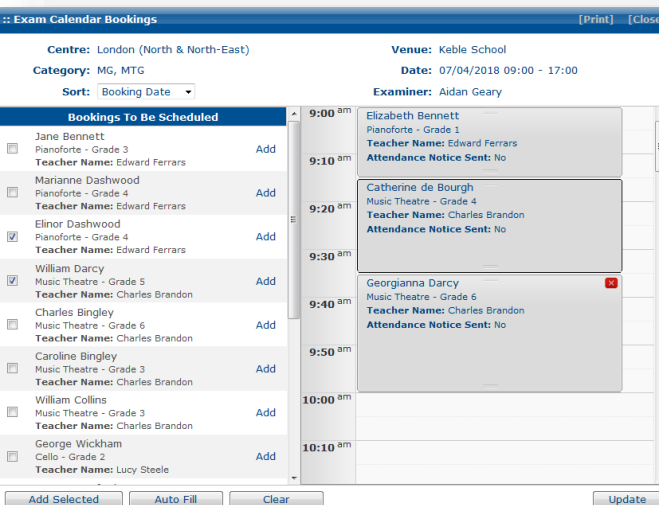 :: Exam Calendar Bookings [Print] [Close
Centre: London (North & North-East) Venue: Keble School
Category: MG, MTG Date: 07/04/2018 09:00 - 17:00
Sort: Booking Date Examiner: Aidan Geary
Bookings To Be Scheduled
Jane Bennett
Pianoforte - Grade 3 Add
Teacher Name: Edward Ferrars
Marianne Dashwood
Pianoforte - Grade 4 Add
Teacher Name: Edward Ferrars
Elinor Dashwood
Pianoforte - Grade 4 Add
Teacher Name: Edward Ferrars
William Darcy
Music Theatre - Grade 5 Add
Teacher Name: Charles Brandon
Charles Bingley
Music Theatre - Grade 6 Add
Teacher Name: Charles Brandon
Caroline Bingley
Music Theatre - Grade 3 Add
Teacher Name: Charles Brandon
William Collins
Music Theatre - Grade 3 Add
Teacher Name: Charles Brandon
George Wickham
Cello - Grade 2 Add
Teacher Name: Lucy Steele
9:00 am
9:10 am
9:20 am
9:30 am
9:40 am
9:50 am
10:00 am
10:10 am
Elizabeth Bennett
Pianoforte - Grade 1
Teacher Name: Edward Ferrars
Attendance Notice Sent: No
Catherine de Bourgh
Music Theatre - Grade 4
Teacher Name: Charles Brandon
Attendance Notice Sent: No
Georgianna Darcy
Music Theatre - Grade 6
Teacher Name: Charles Brandon
Attendance Notice Sent: No
Add Selected Auto Fill Clear Update